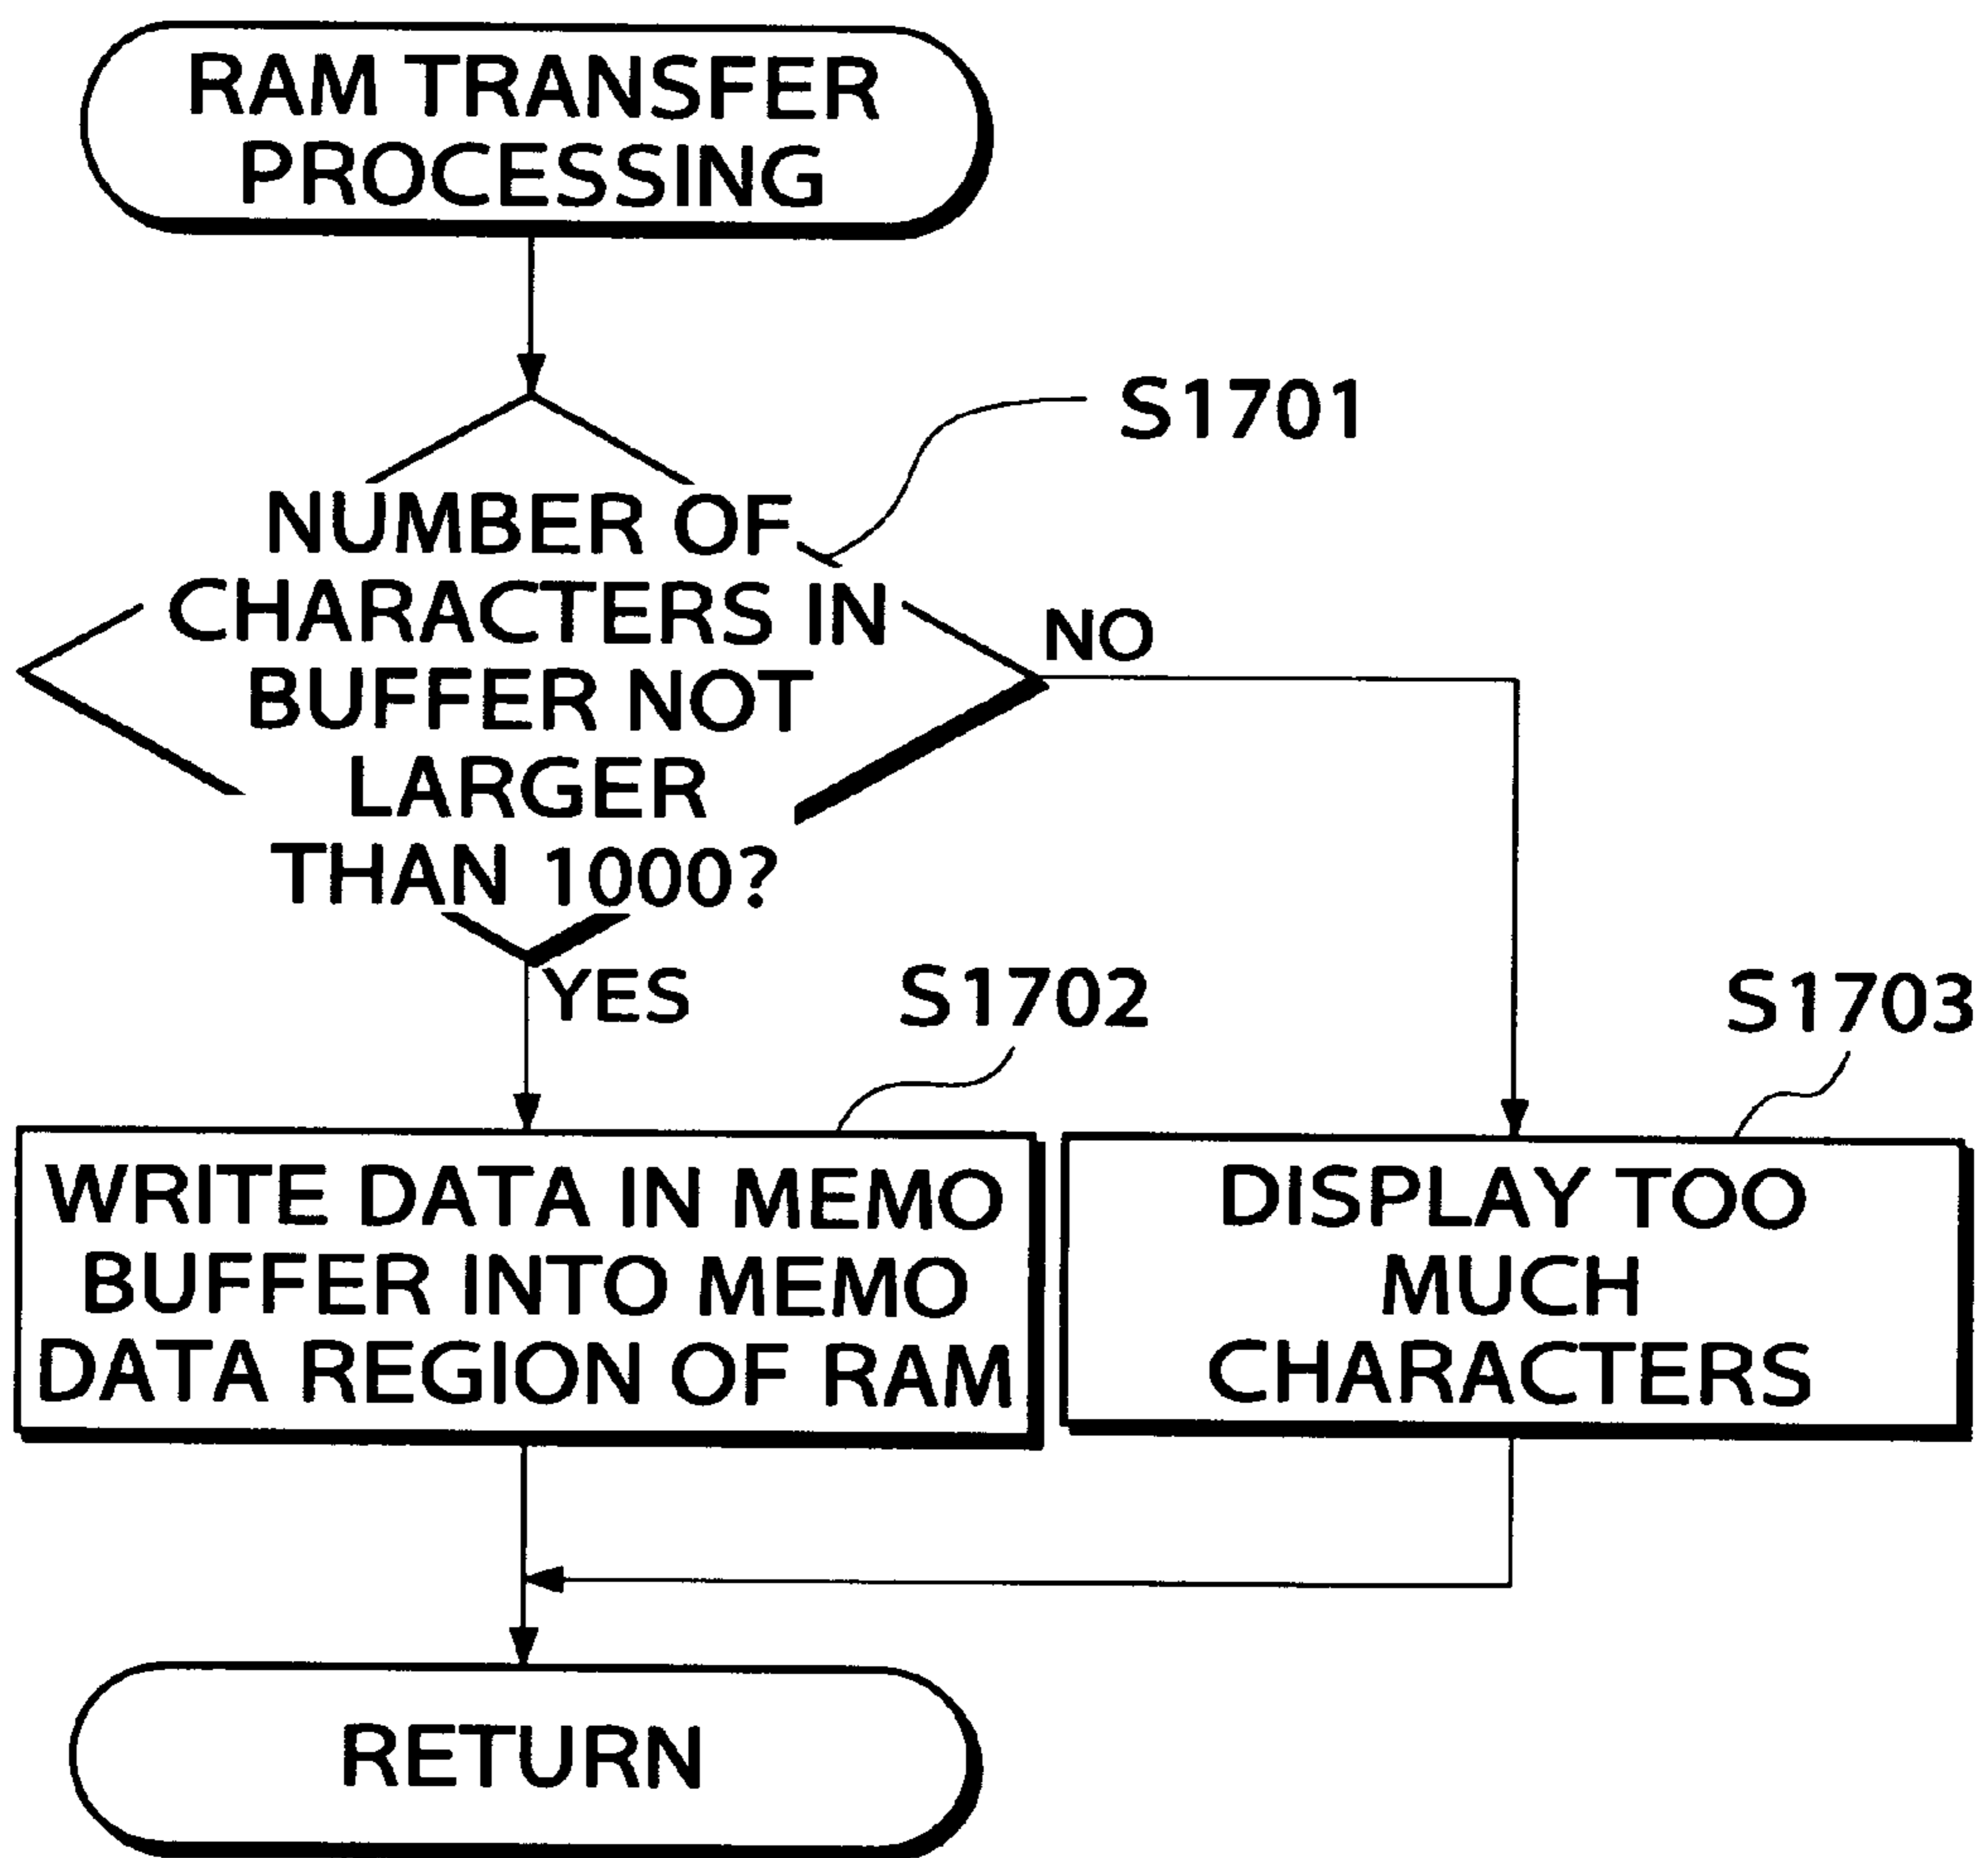 RAM TRANSFER
PROCESSING
S1701
NUMBER OF
CHARACTERS IN
BUFFER NOT
LARGER
THAN 1000?
NO
YES
S1702
S1703
WRITE DATA IN MEMO
BUFFER INTO MEMO
DATA REGION OF RAM
DISPLAY TOO
MUCH
CHARACTERS
RETURN